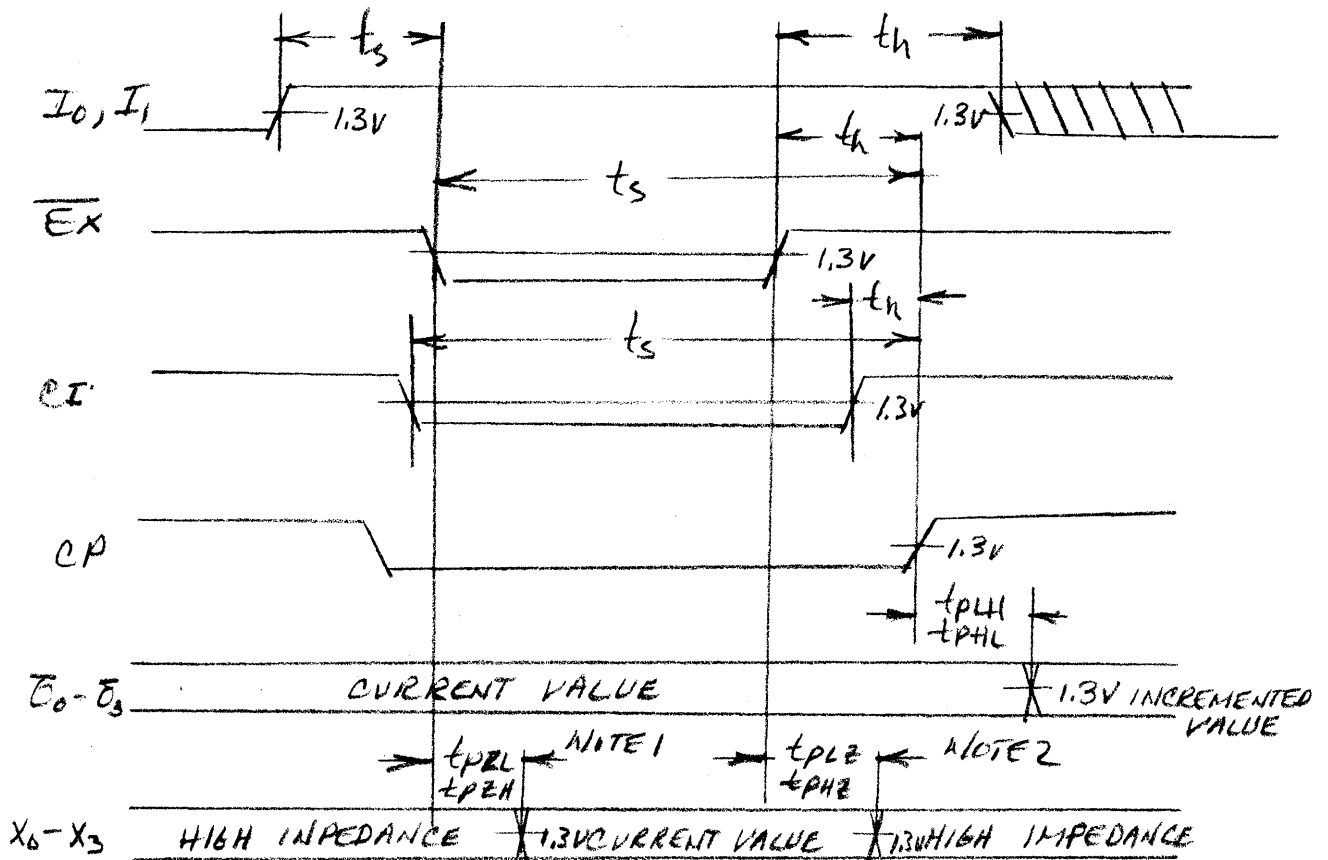 ts
th
I0, I1
1.3V
1.3V
th
ts
EX
1.3V
th
ts
CI
1.3V
CP
1.3V
tPLH
tPHL
O0-O3
CURRENT VALUE
1.3V INCREMENTED
VALUE
tPZL
tPZH
NOTE 1
tPLZ
tPHZ
NOTE 2
X0-X3
HIGH INPEDANCE
1.3V CURRENT VALUE
1.3V HIGH IMPEDANCE